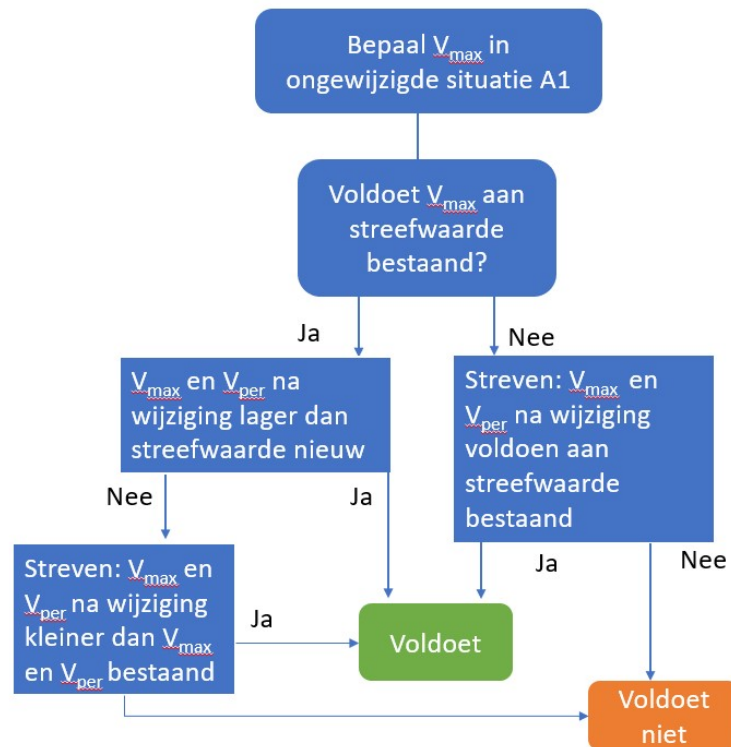 Bepaal Vmax in
ongewijzigde situatie A1
Voldoet Vmax aan
streefwaarde
bestaand?
Ja
Nee
Vmax en Vper na
wijziging lager dan
streefwaarde nieuw
Streven: Vmax en
Vper na wijziging
voldoen aan
streefwaarde
bestaand
Nee
Ja
Ja
Nee
Streven: Vmax en
Vper na wijziging
kleiner dan Vmax
en Vper bestaand
Ja
Voldoet
Voldoet
niet